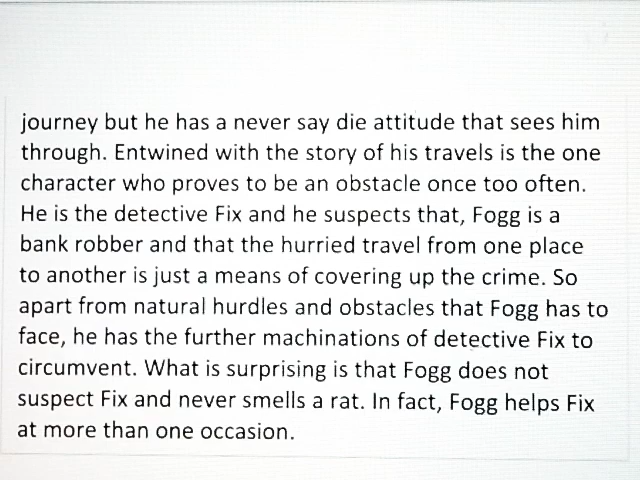 journey but he has a never say die attitude that sees him
through. Entwined with the story of his travels is the one
character who proves to be an obstacle once too often.
He is the detective Fix and he suspects that, Fogg is a
bank robber and that the hurried travel from one place
to another is just a means of covering up the crime. So
apart from natural hurdles and obstacles that Fogg has to
face, he has the further machinations of detective Fix to
circumvent. What is surprising is that Fogg does not
suspect Fix and never smells a rat. In fact, Fogg helps Fix
at more than one occasion.